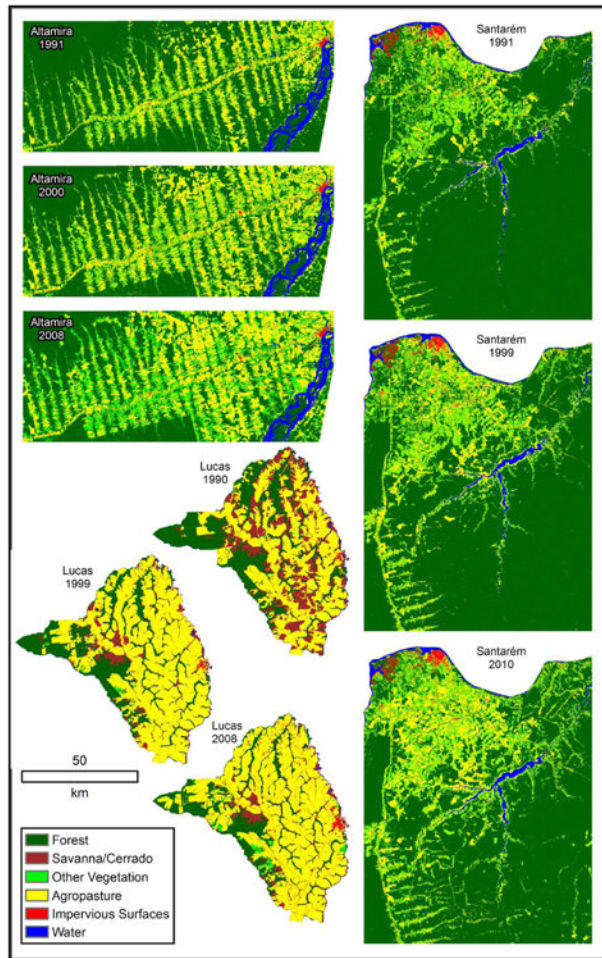 Altamira
1991
Altamira
2000
Altamira
2008
Lucas
1990
Lucas
1999
Lucas
2008
50
km
Forest
Savanna/Cerrado
Other Vegetation
Agropasture
Impervious Surfaces
Water
Santarém
1991
Santarém
1999
Santarém
2010